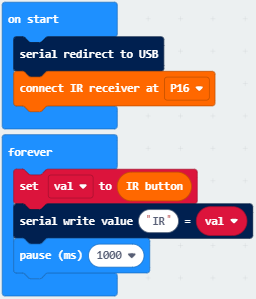 on start
serial redirect to USB
connect IR receiver at P16
forever
set val to IR button
serial write value "IR" = val
pause (ms) 1000